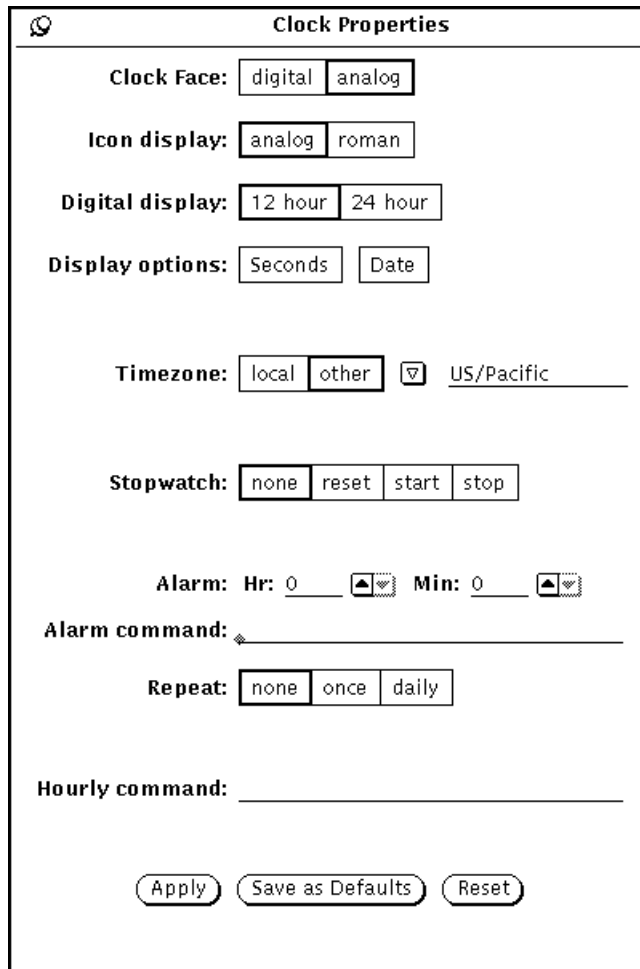 Clock Properties
Clock Face: digital analog
Icon display: analog roman
Digital display: 12 hour 24 hour
Display options: Seconds Date
Timezone: local other US/Pacific
Stopwatch: none reset start stop
Alarm: Hr: 0 Min: 0
Alarm command:
Repeat: none once daily
Hourly command:
Apply Save as Defaults Reset